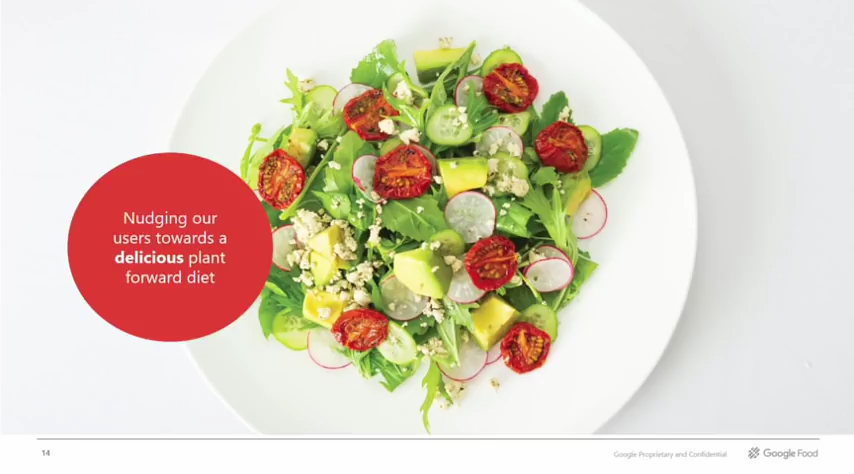 Nudging our
users towards a
delicious plant
forward diet
14
Google Proprietary and Confidential
Google Food